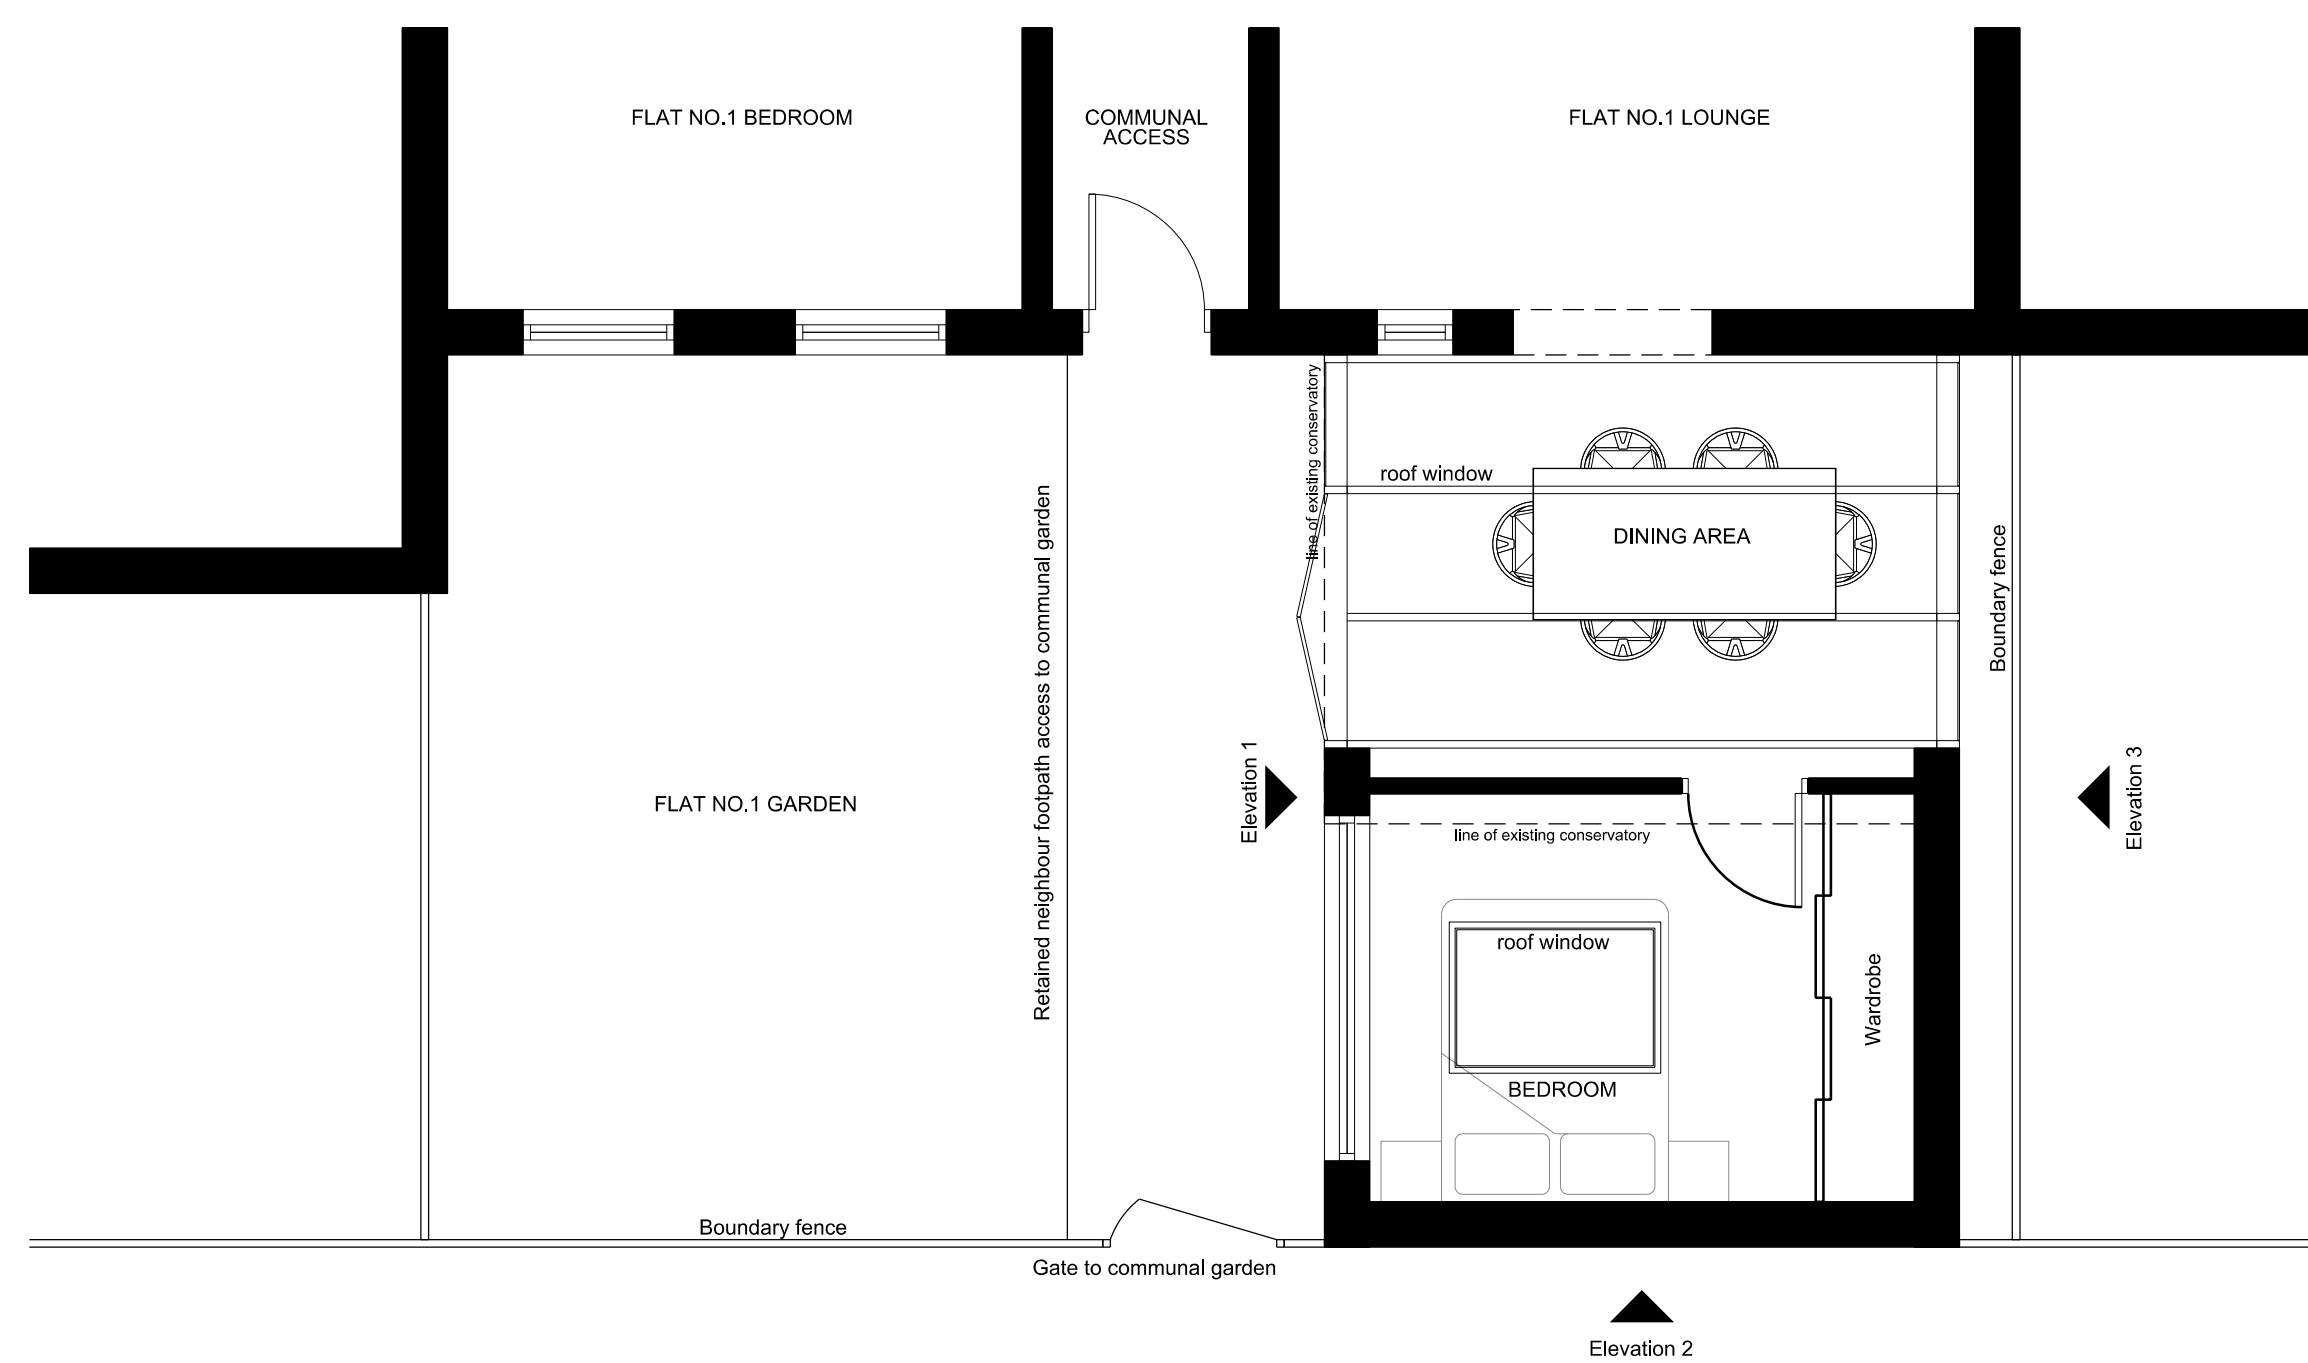 FLAT NO.1 BEDROOM
COMMUNAL
ACCESS
FLAT NO.1 LOUNGE
line of existing conservatory
roof window
DINING AREA
Boundary fence
Retained neighbour footpath access to communal garden
FLAT NO.1 GARDEN
Elevation 1
Elevation 3
line of existing conservatory
roof window
Wardrobe
BEDROOM
Boundary fence
Gate to communal garden
Elevation 2